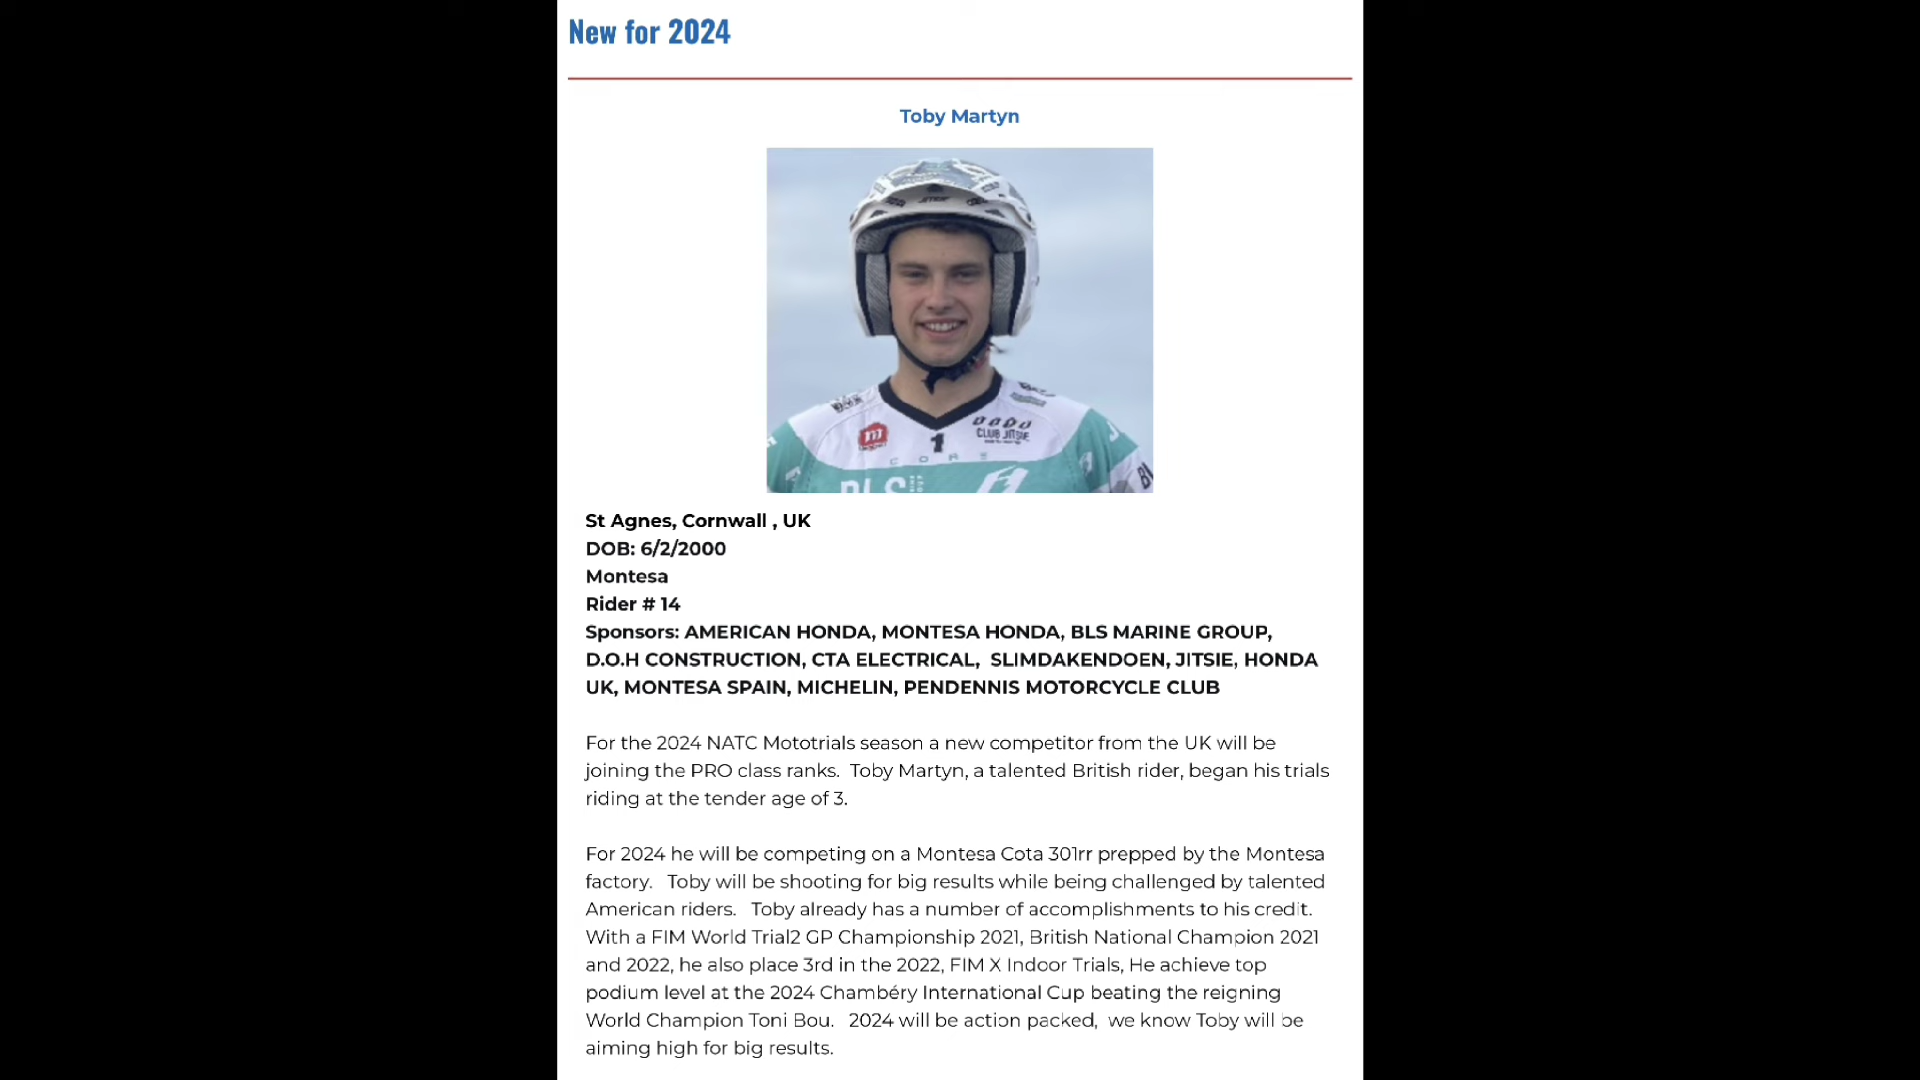 New for 2024
Toby Martyn
JITSIE
m
1
CLUB JITSIE
CORE
BLS
St Agnes, Cornwall , UK
DOB: 6/2/2000
Montesa
Rider # 14
Sponsors: AMERICAN HONDA, MONTESA HONDA, BLS MARINE GROUP,
D.O.H CONSTRUCTION, CTA ELECTRICAL,  SLIMDAKENDOEN, JITSIE, HONDA
UK, MONTESA SPAIN, MICHELIN, PENDENNIS MOTORCYCLE CLUB
For the 2024 NATC Mototrials season a new competitor from the UK will be
joining the PRO class ranks.  Toby Martyn, a talented British rider, began his trials
riding at the tender age of 3.
For 2024 he will be competing on a Montesa Cota 301rr prepped by the Montesa
factory.   Toby will be shooting for big results while being challenged by talented
American riders.   Toby already has a number of accomplishments to his credit.
With a FIM World Trial2 GP Championship 2021, British National Champion 2021
and 2022, he also place 3rd in the 2022, FIM X Indoor Trials, He achieve top
podium level at the 2024 Chambéry International Cup beating the reigning
World Champion Toni Bou.   2024 will be action packed,  we know Toby will be
aiming high for big results.